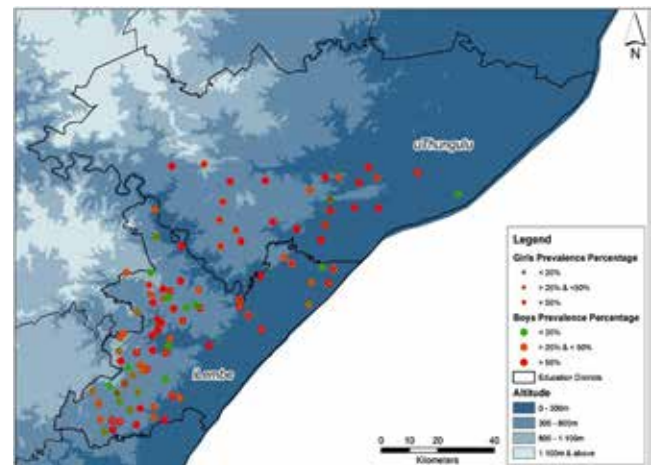 N
uThungulu
iLembe
Legend
Girls Prevalence Percentage
< 20%
> 20% & <50%
> 50%
Boys Prevalence Percentage
< 20%
> 20% & < 50%
> 50%
Education Districts
Altitude
0 - 300m
300 - 600m
600 - 1 100m
1 100m & above
0 10 20 40
Kilometers